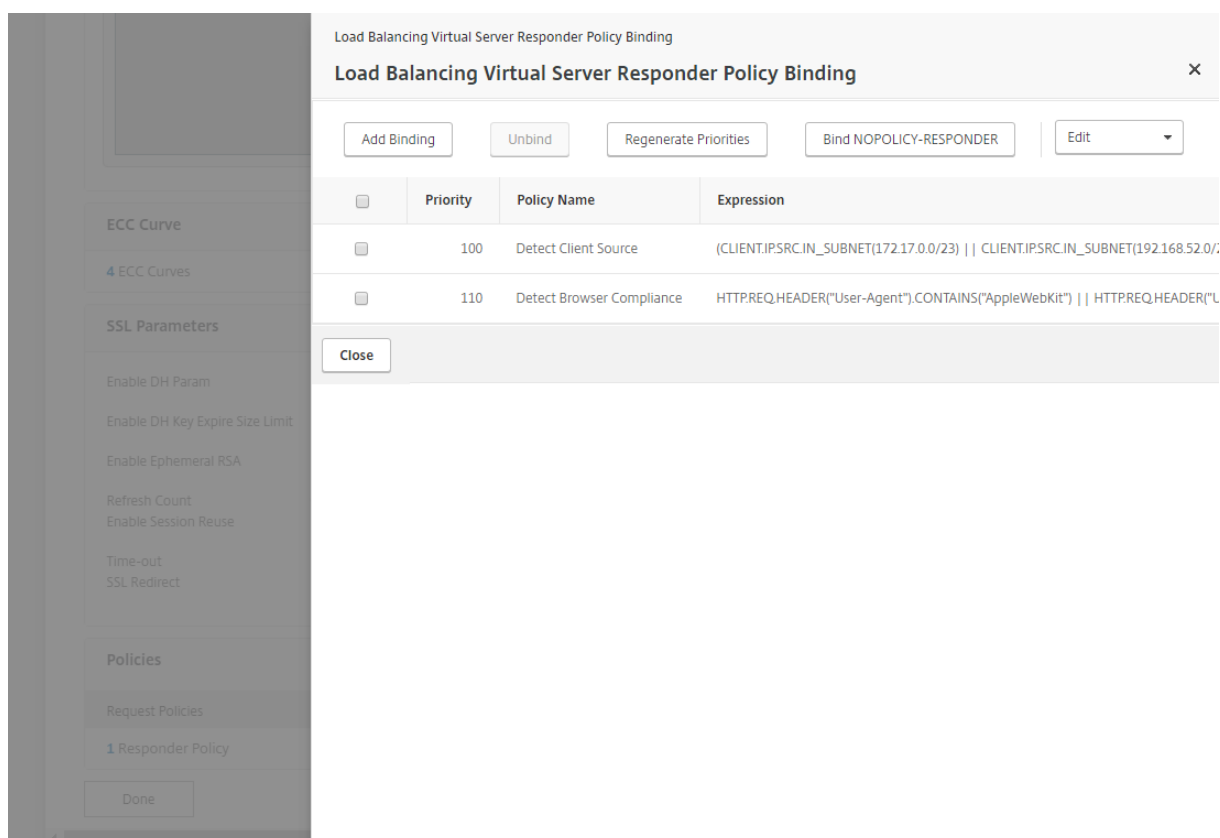 Load Balancing Virtual Server Responder Policy Binding
Load Balancing Virtual Server Responder Policy Binding
Add Binding Unbind Regenerate Priorities Bind NOPOLICY-RESPONDER Edit
Priority Policy Name Expression
100 Detect Client Source (CLIENT.IP.SRC.IN_SUBNET(172.17.0.0/23) || CLIENT.IP.SRC.IN_SUBNET(192.168.52.0/2
110 Detect Browser Compliance HTTP.REQ.HEADER("User-Agent").CONTAINS("AppleWebKit") || HTTP.REQ.HEADER("U
Close
ECC Curve
4 ECC Curves
SSL Parameters
Enable DH Param
Enable DH Key Expire Size Limit
Enable Ephemeral RSA
Refresh Count
Enable Session Reuse
Time-out
SSL Redirect
Policies
Request Policies
1 Responder Policy
Done